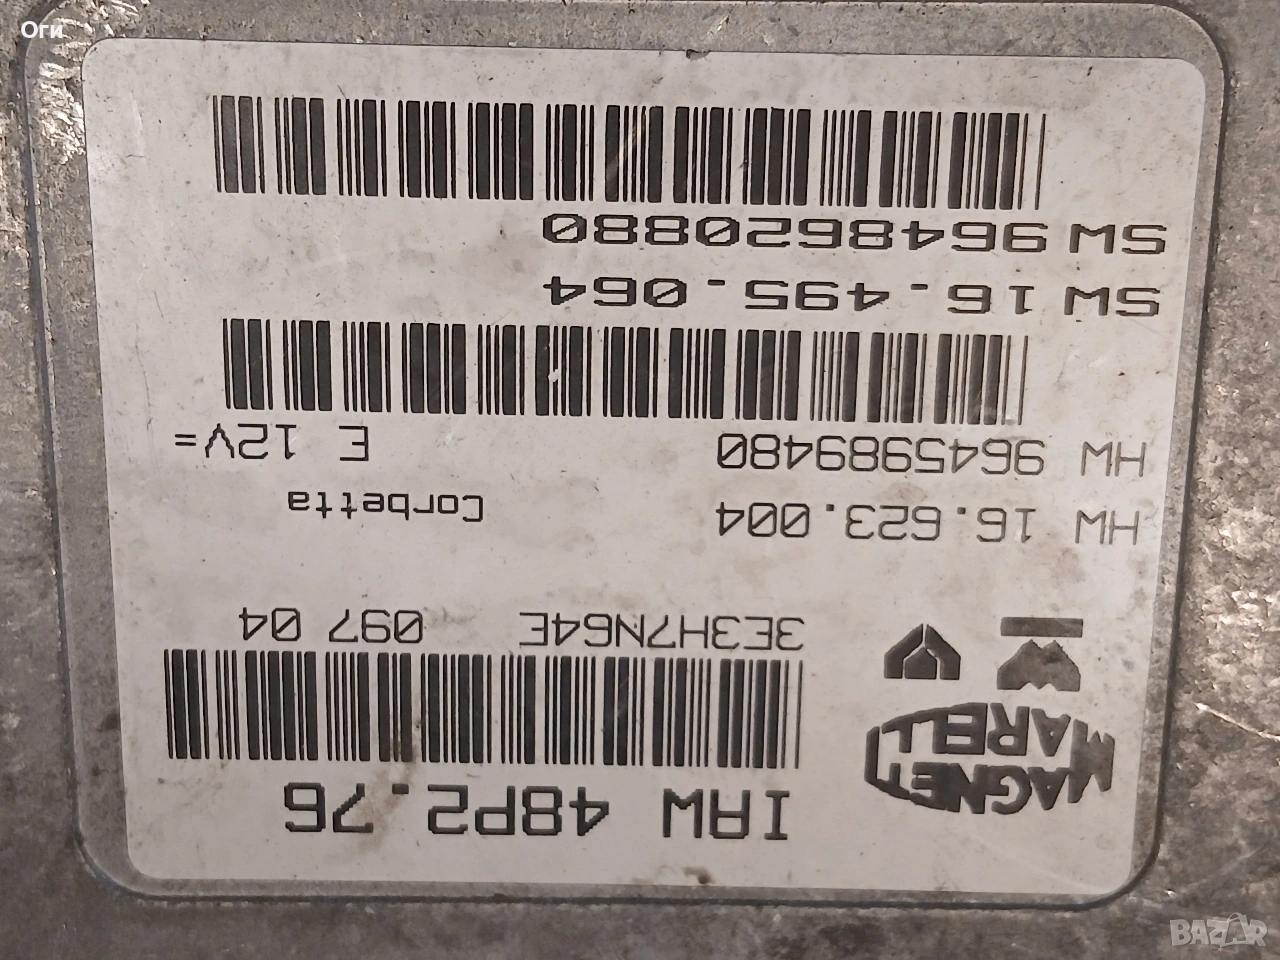 IAW 48P2.76
MAGNETI
MARELLI
3E3H7N64E 097 04
HW 16.623.004 Corbetta
HW 9645989480 E 12V=
SW 16.495.064
SW 9648620880
Оги
BAZAR